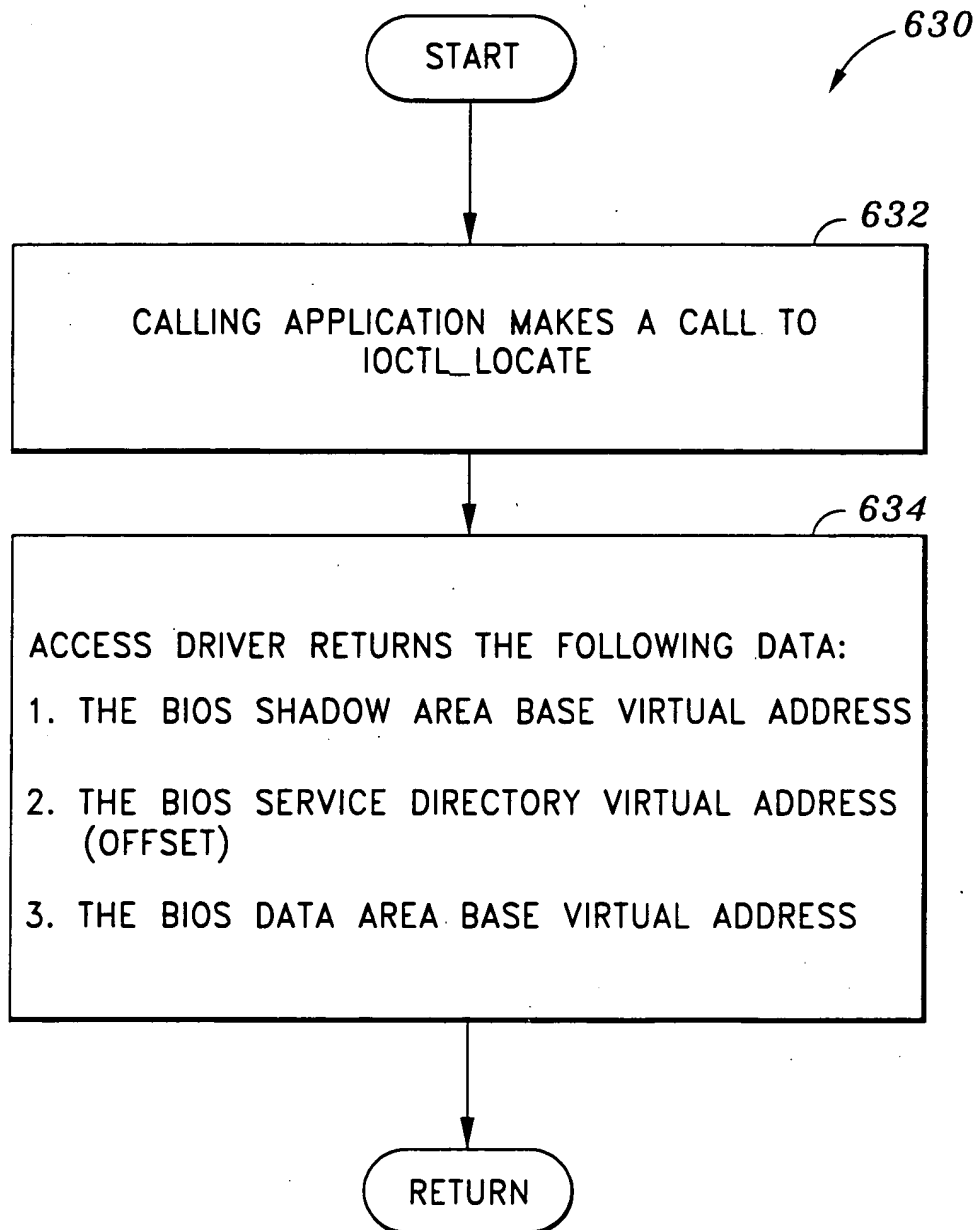 START
630
632
CALLING APPLICATION MAKES A CALL TO
IOCTL_LOCATE
634
ACCESS DRIVER RETURNS THE FOLLOWING DATA:
1. THE BIOS SHADOW AREA BASE VIRTUAL ADDRESS
2. THE BIOS SERVICE DIRECTORY VIRTUAL ADDRESS
(OFFSET)
3. THE BIOS DATA AREA BASE VIRTUAL ADDRESS
RETURN